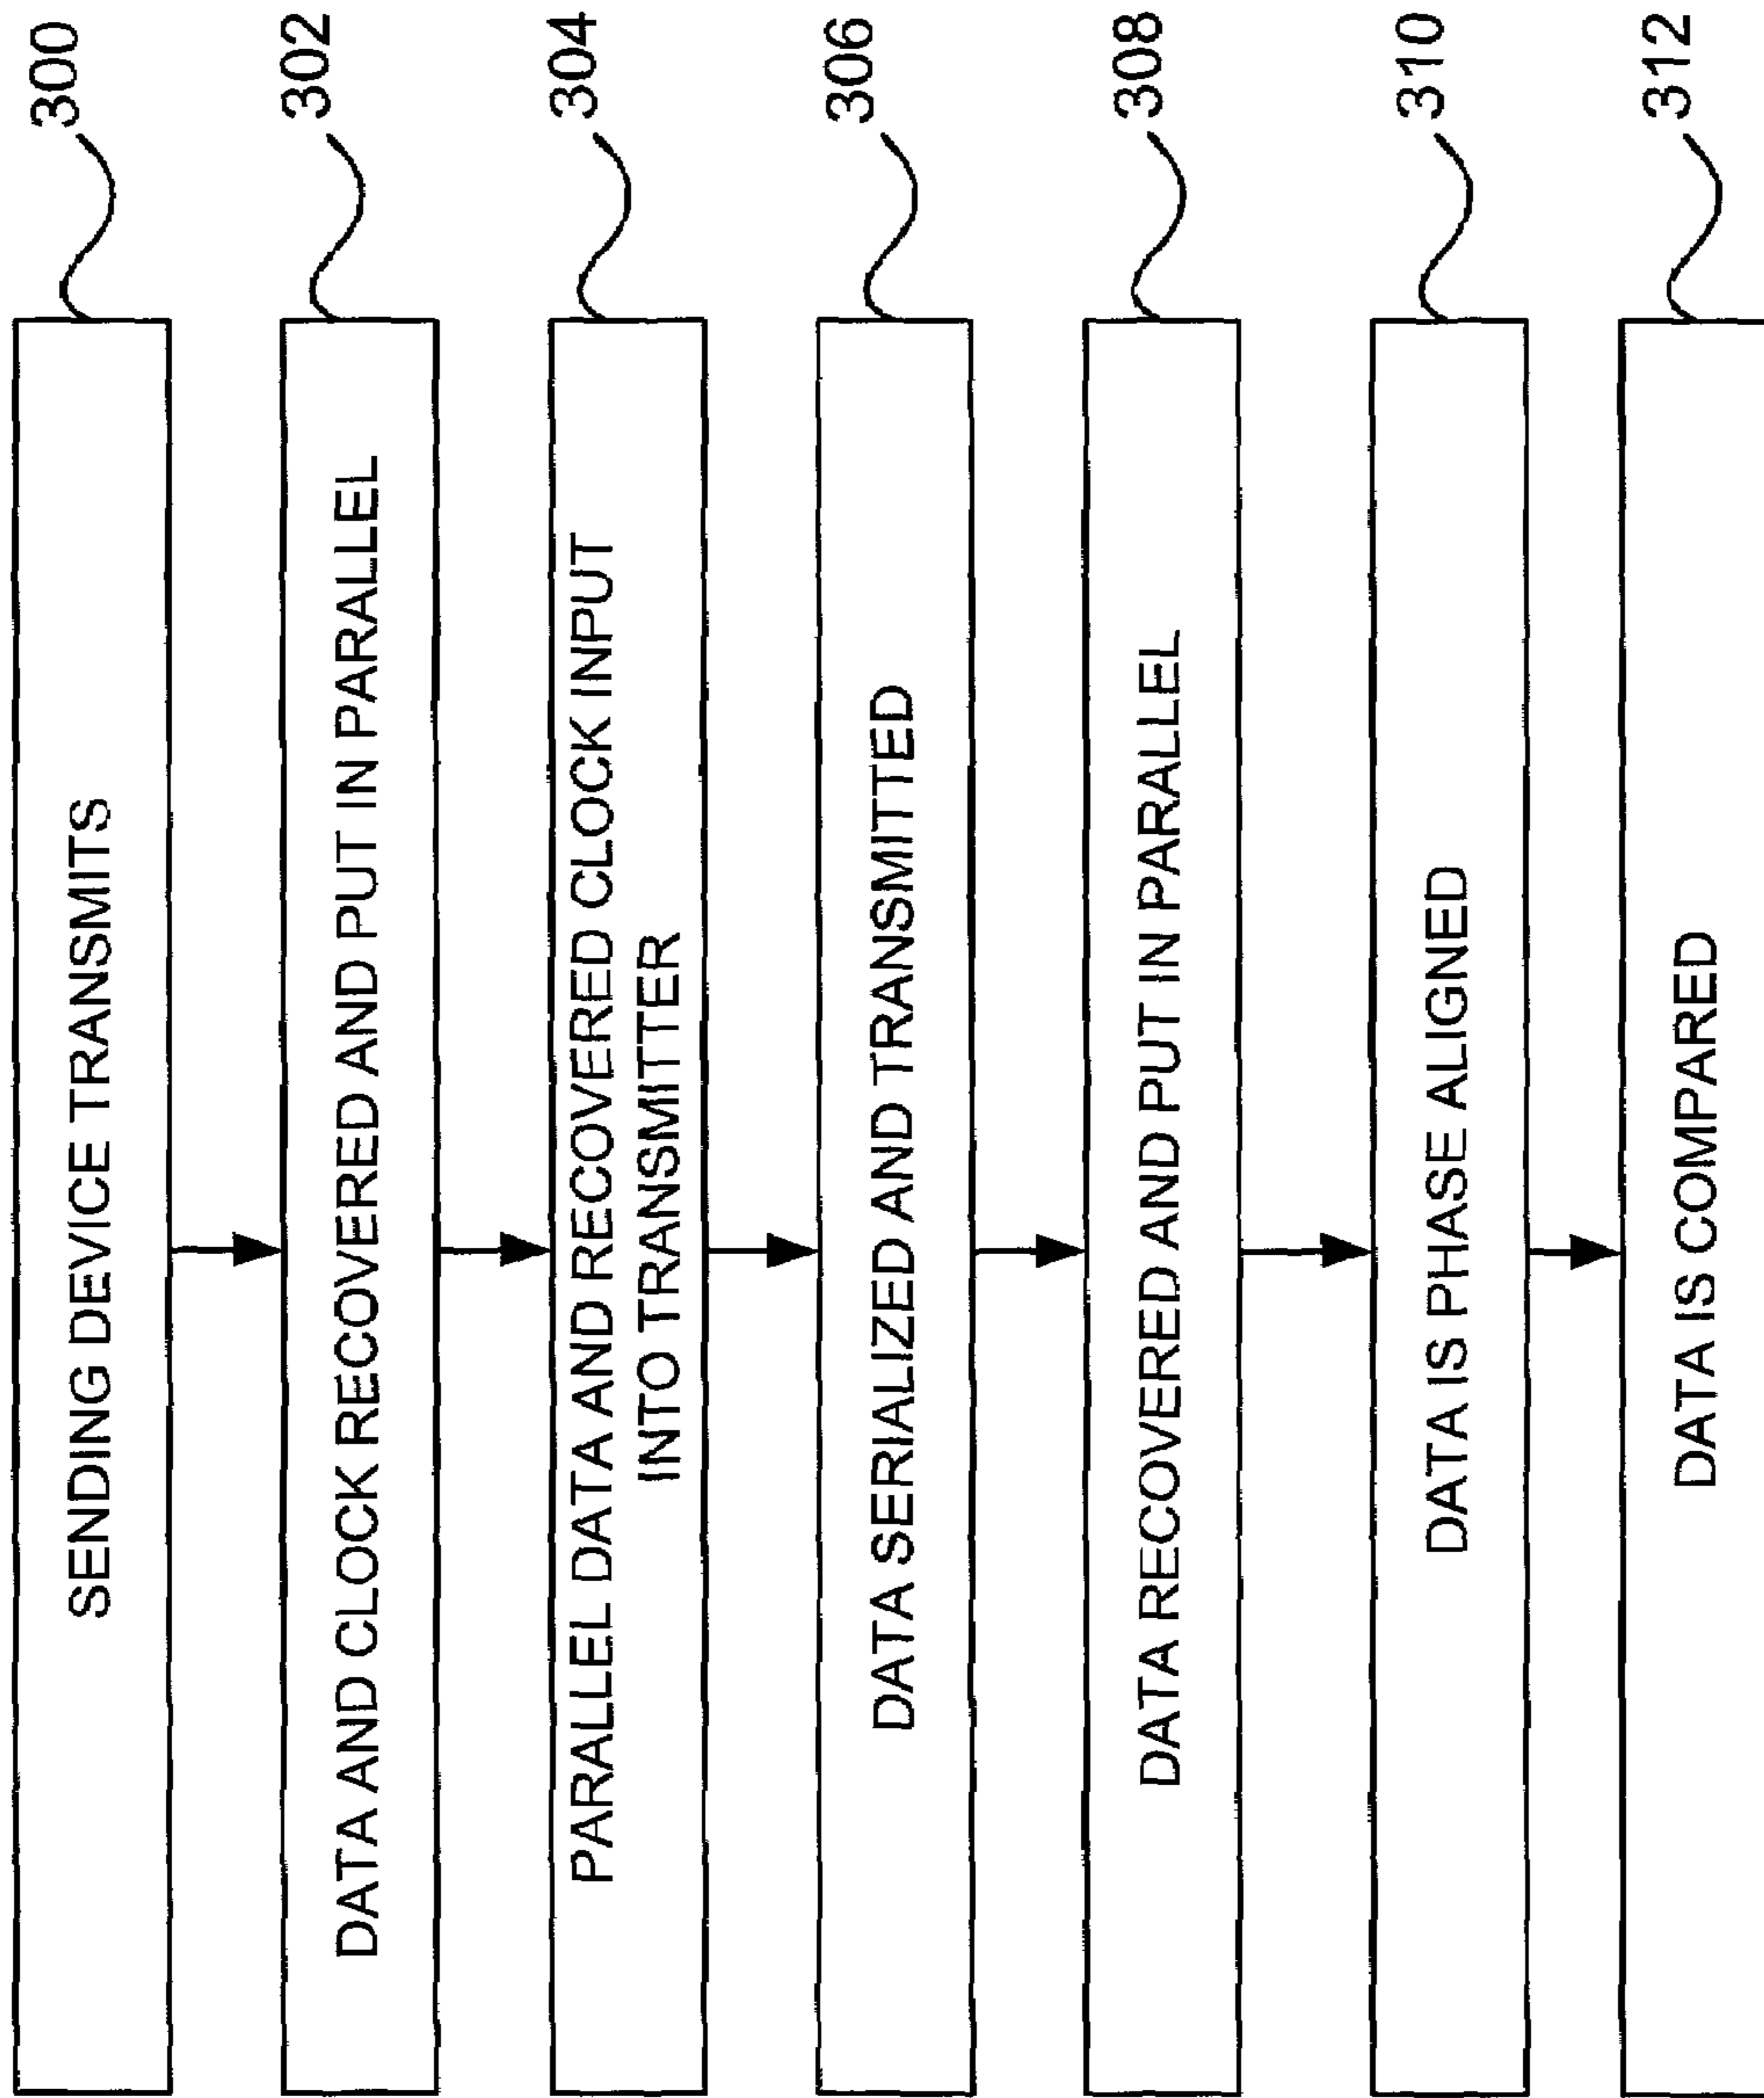 SENDING DEVICE TRANSMITS
300
DATA AND CLOCK RECOVERED AND PUT IN PARALLEL
302
PARALLEL DATA AND RECOVERED CLOCK INPUT
INTO TRANSMITTER
304
DATA SERIALIZED AND TRANSMITTED
306
DATA RECOVERED AND PUT IN PARALLEL
308
DATA IS PHASE ALIGNED
310
DATA IS COMPARED
312